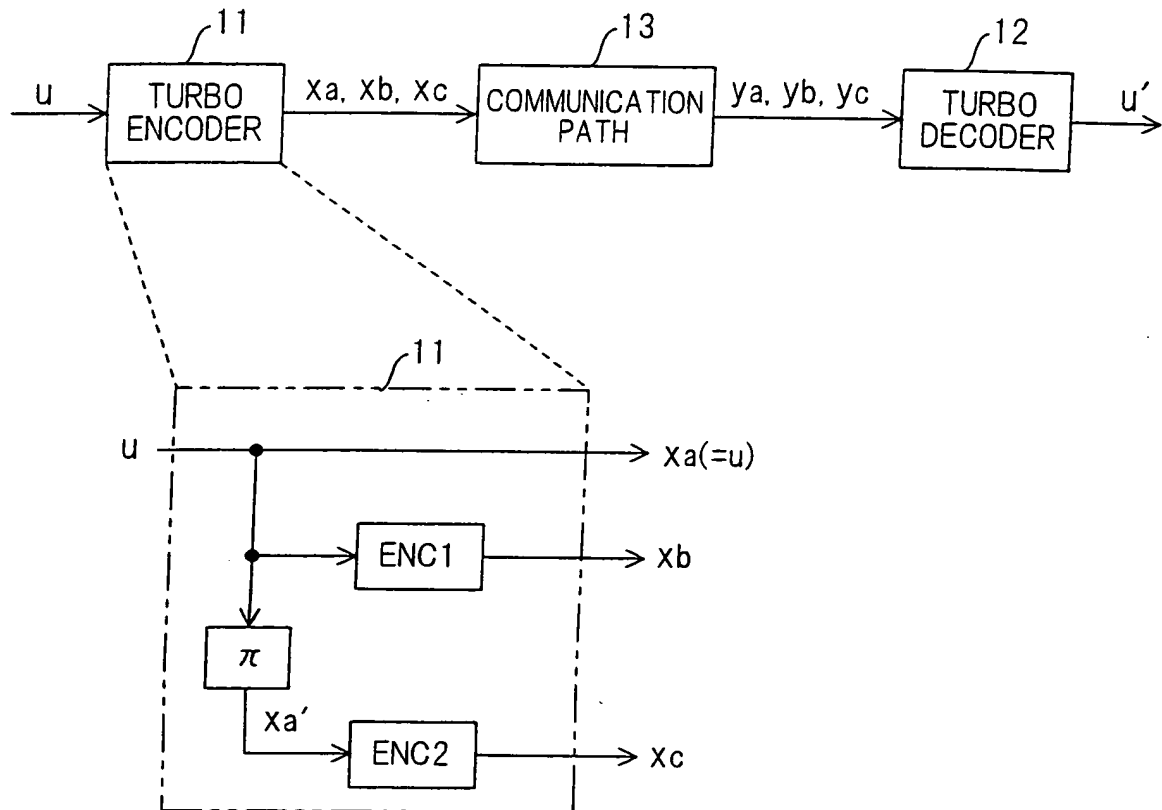 11
13
12
u
TURBO
ENCODER
xa, xb, xc
COMMUNICATION
PATH
ya, yb, yc
TURBO
DECODER
u′
11
u
xa(=u)
ENC1
xb
π
xa′
ENC2
xc